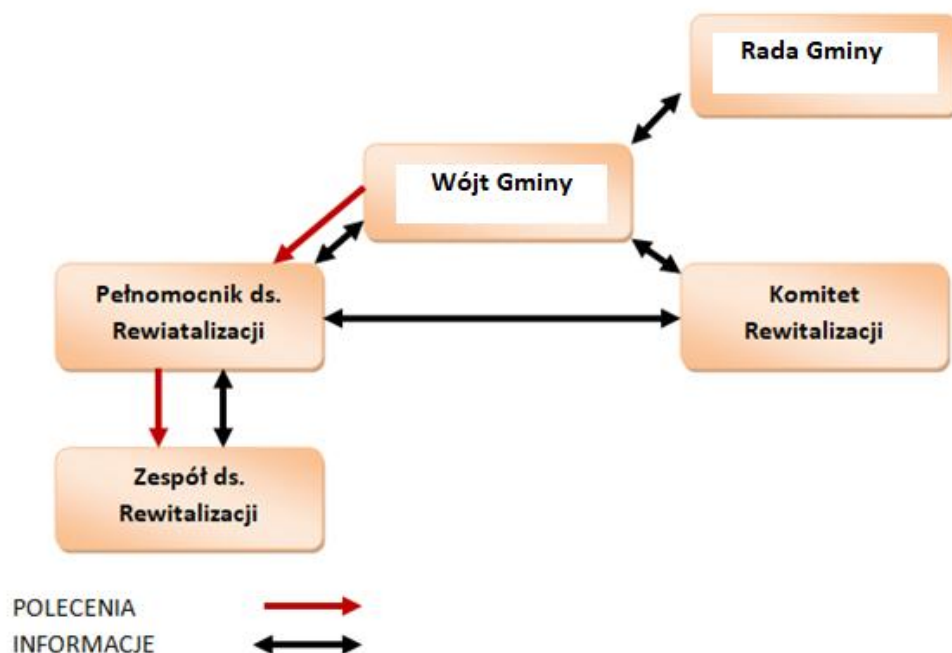 Rada Gminy
Wójt Gminy
Pełnomocnik ds.
Rewiatalizacji
Komitet
Rewitalizacji
Zespół ds.
Rewitalizacji
POLECENIA
INFORMACJE